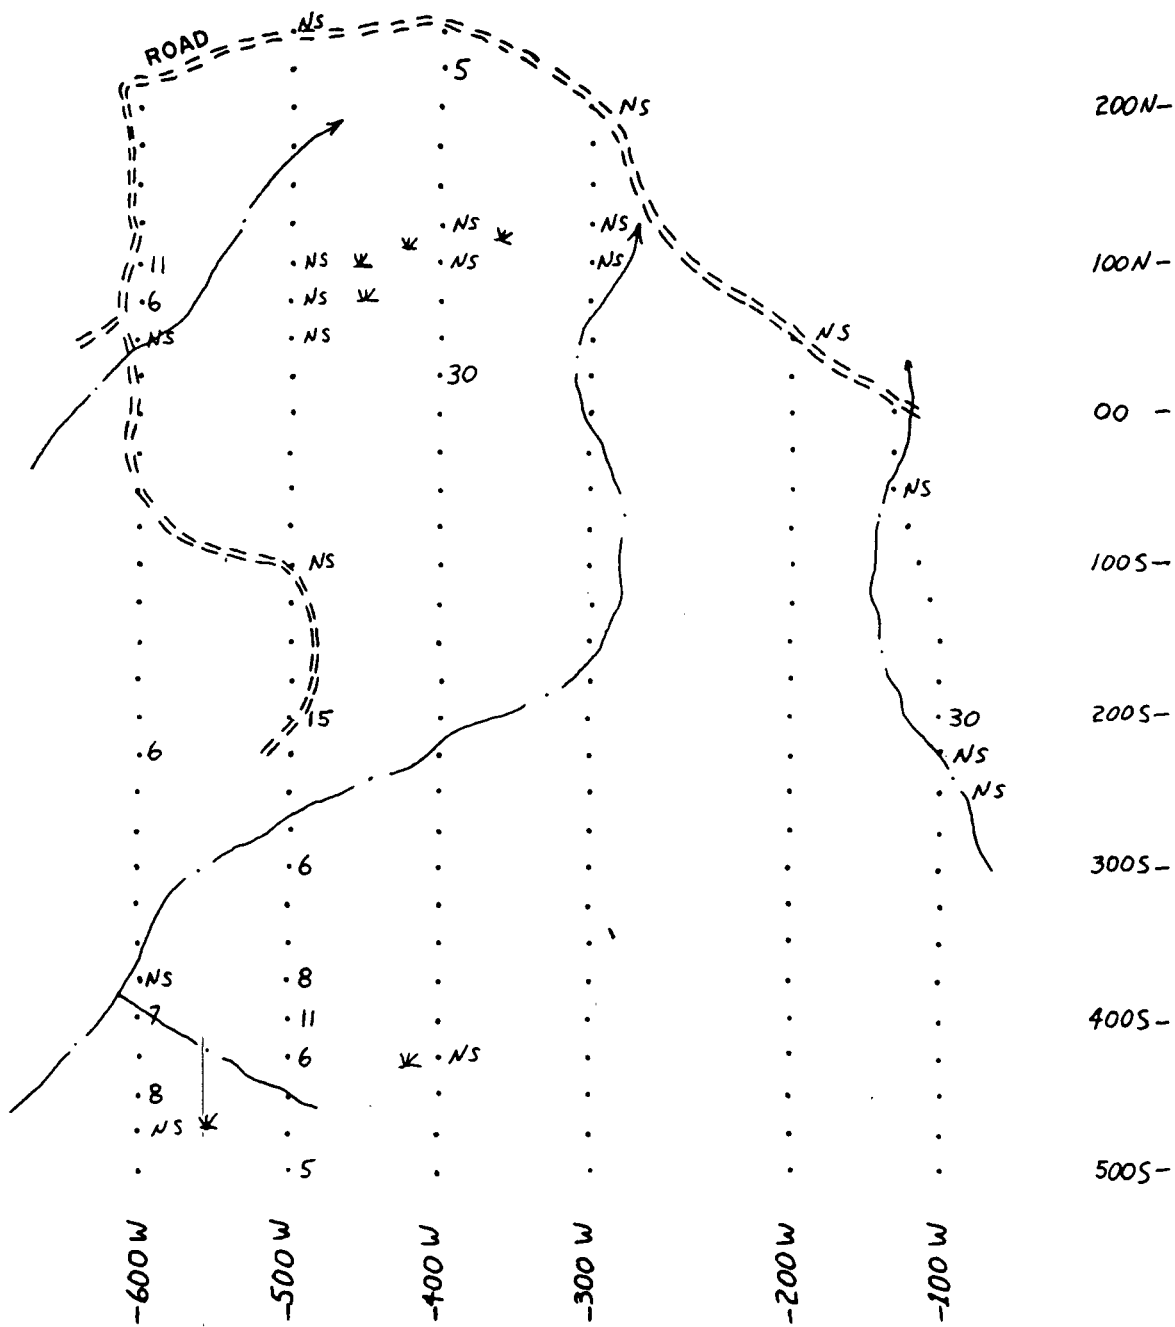 NS
ROAD
5
NS
200N-
NS NS
11 NS NS NS 100N-
6 NS
NS NS NS
30
00 -
NS
NS 100S-
15 30 200S-
6 NS
NS
6 300S-
NS 8
7 11 400S-
6 NS
8
NS
5 500S-
-600W
-500W
-400W
-300W
-200W
-100W